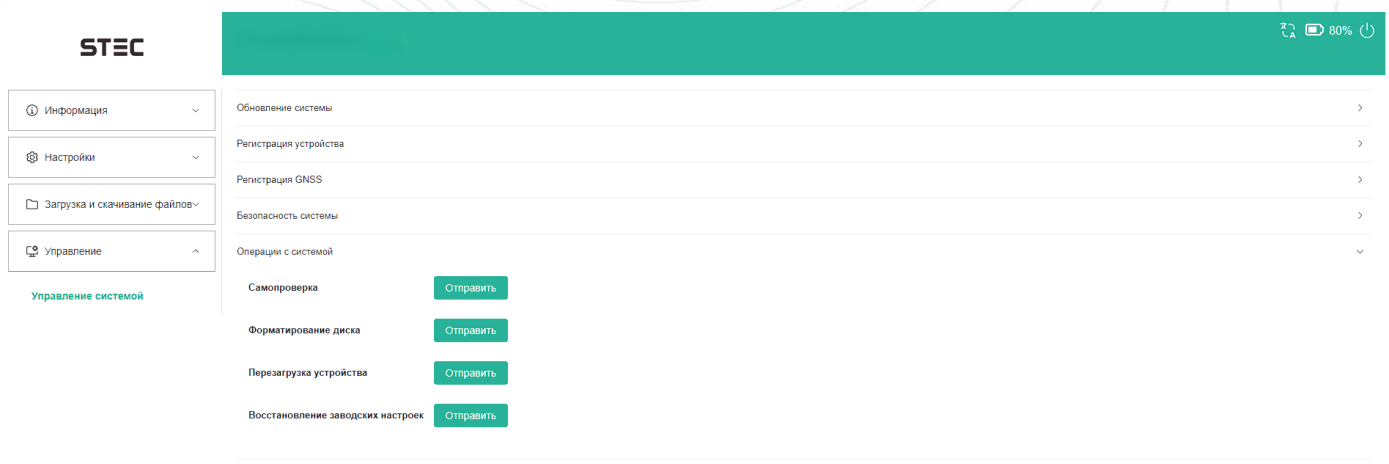 STEC
80%
Информация
Настройки
Загрузка и скачивание файлов
Управление
Управление системой
Обновление системы
Регистрация устройства
Регистрация GNSS
Безопасность системы
Операции с системой
Самопроверка Отправить
Форматирование диска Отправить
Перезагрузка устройства Отправить
Восстановление заводских настроек Отправить